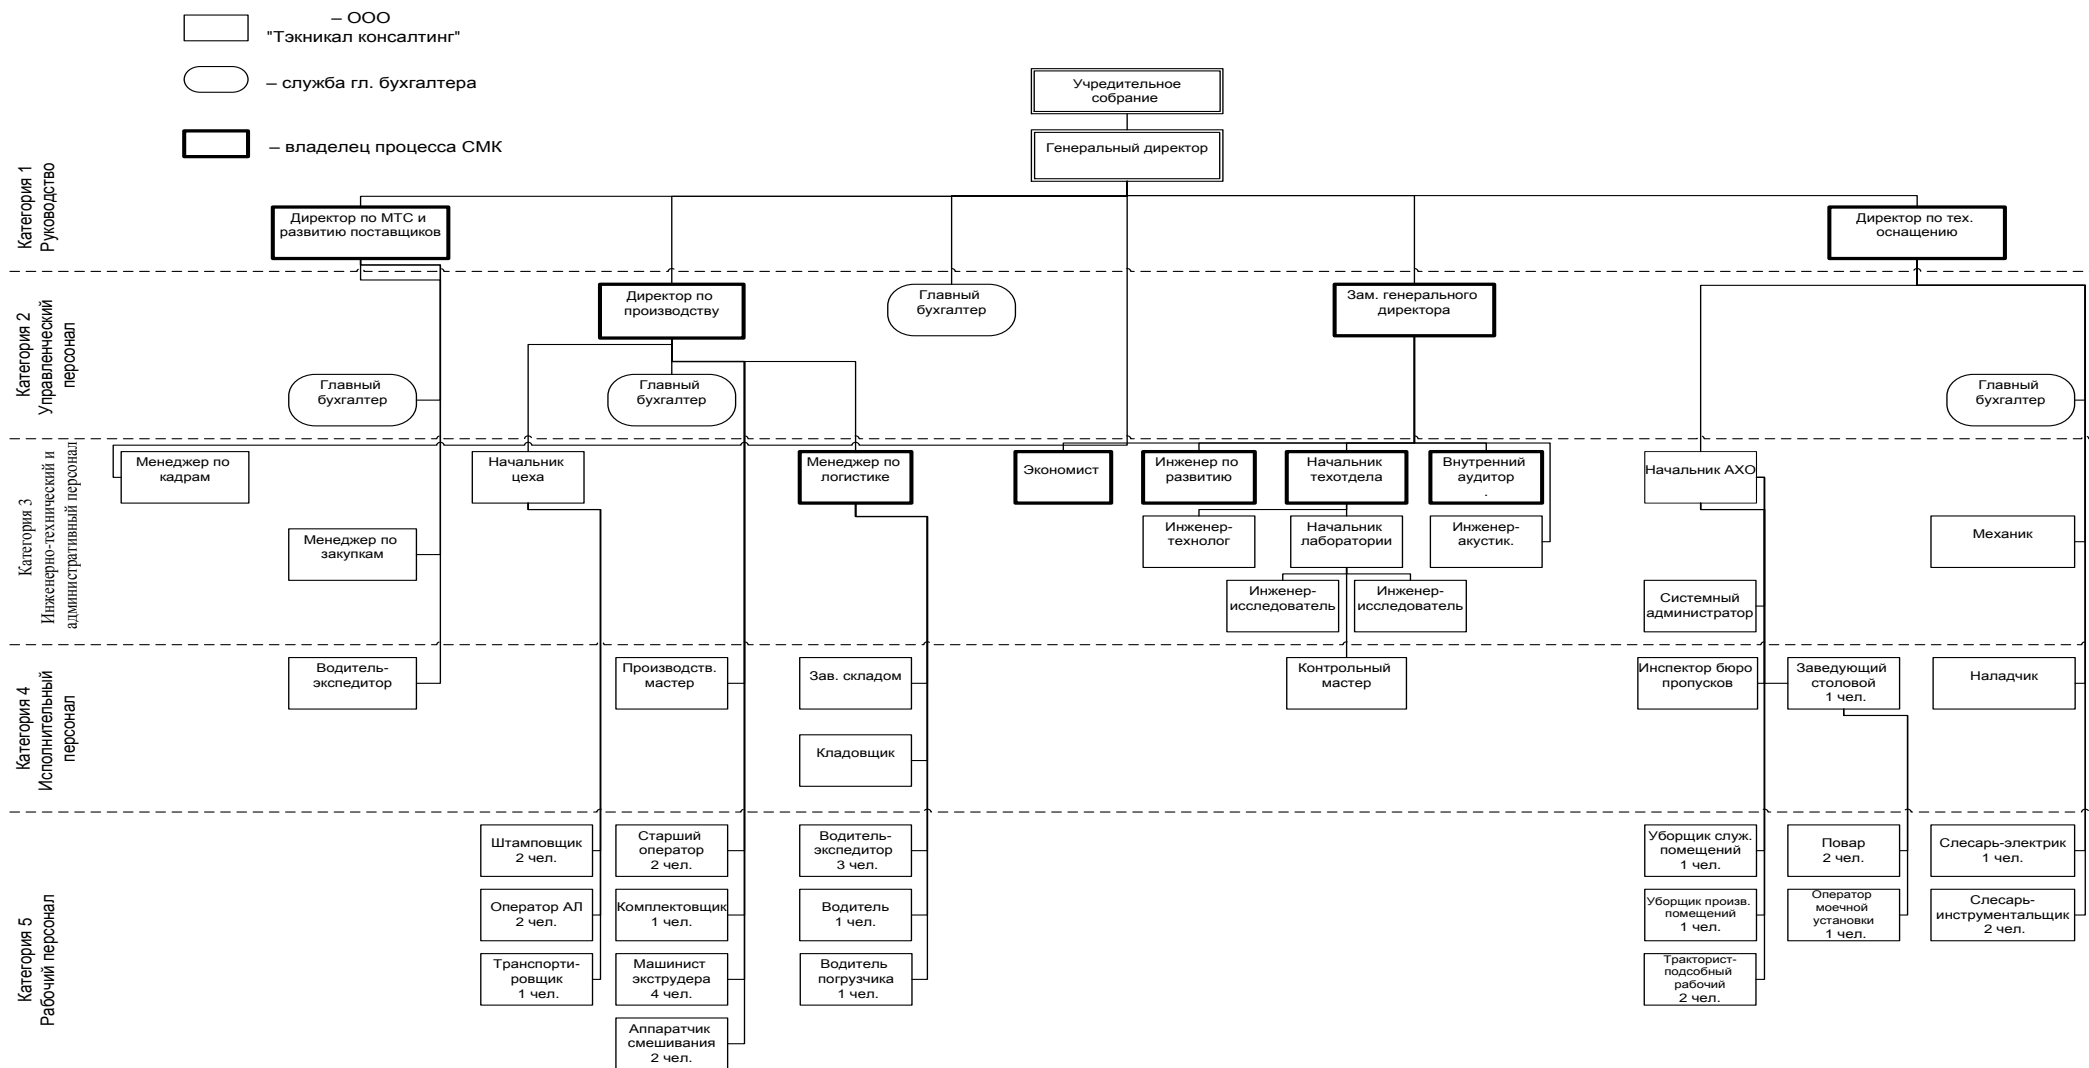 – ООО
"Тэкникал консалтинг"
– служба гл. бухгалтера
– владелец процесса СМК
Учредительное
собрание
Генеральный директор
Категория 1
Руководство
Директор по МТС и
развитию поставщиков
Директор по тех.
оснащению
Категория 2
Управленческий
персонал
Директор по
производству
Главный
бухгалтер
Зам. генерального
директора
Главный
бухгалтер
Главный
бухгалтер
Главный
бухгалтер
Категория 3
Инженерно-технический и
административный персонал
Менеджер по
кадрам
Начальник
цеха
Менеджер по
логистике
Экономист
Инженер по
развитию
Начальник
техотдела
Внутренний
аудитор
.
Начальник АХО
Менеджер по
закупкам
Инженер-
технолог
Начальник
лаборатории
Инженер-
акустик.
Механик
Инженер-
исследователь
Инженер-
исследователь
Системный
администратор
Категория 4
Исполнительный
персонал
Водитель-
экспедитор
Производств.
мастер
Зав. складом
Контрольный
мастер
Инспектор бюро
пропусков
Заведующий
столовой
1 чел.
Наладчик
Кладовщик
Категория 5
Рабочий персонал
Штамповщик
2 чел.
Старший
оператор
2 чел.
Водитель-
экспедитор
3 чел.
Уборщик служ.
помещений
1 чел.
Повар
2 чел.
Слесарь-электрик
1 чел.
Оператор АЛ
2 чел.
Комплектовщик
1 чел.
Водитель
1 чел.
Уборщик произв.
помещений
1 чел.
Оператор
моечной
установки
1 чел.
Слесарь-
инструментальщик
2 чел.
Транспорти-
ровщик
1 чел.
Машинист
экструдера
4 чел.
Водитель
погрузчика
1 чел.
Тракторист-
подсобный
рабочий
2 чел.
Аппаратчик
смешивания
2 чел.